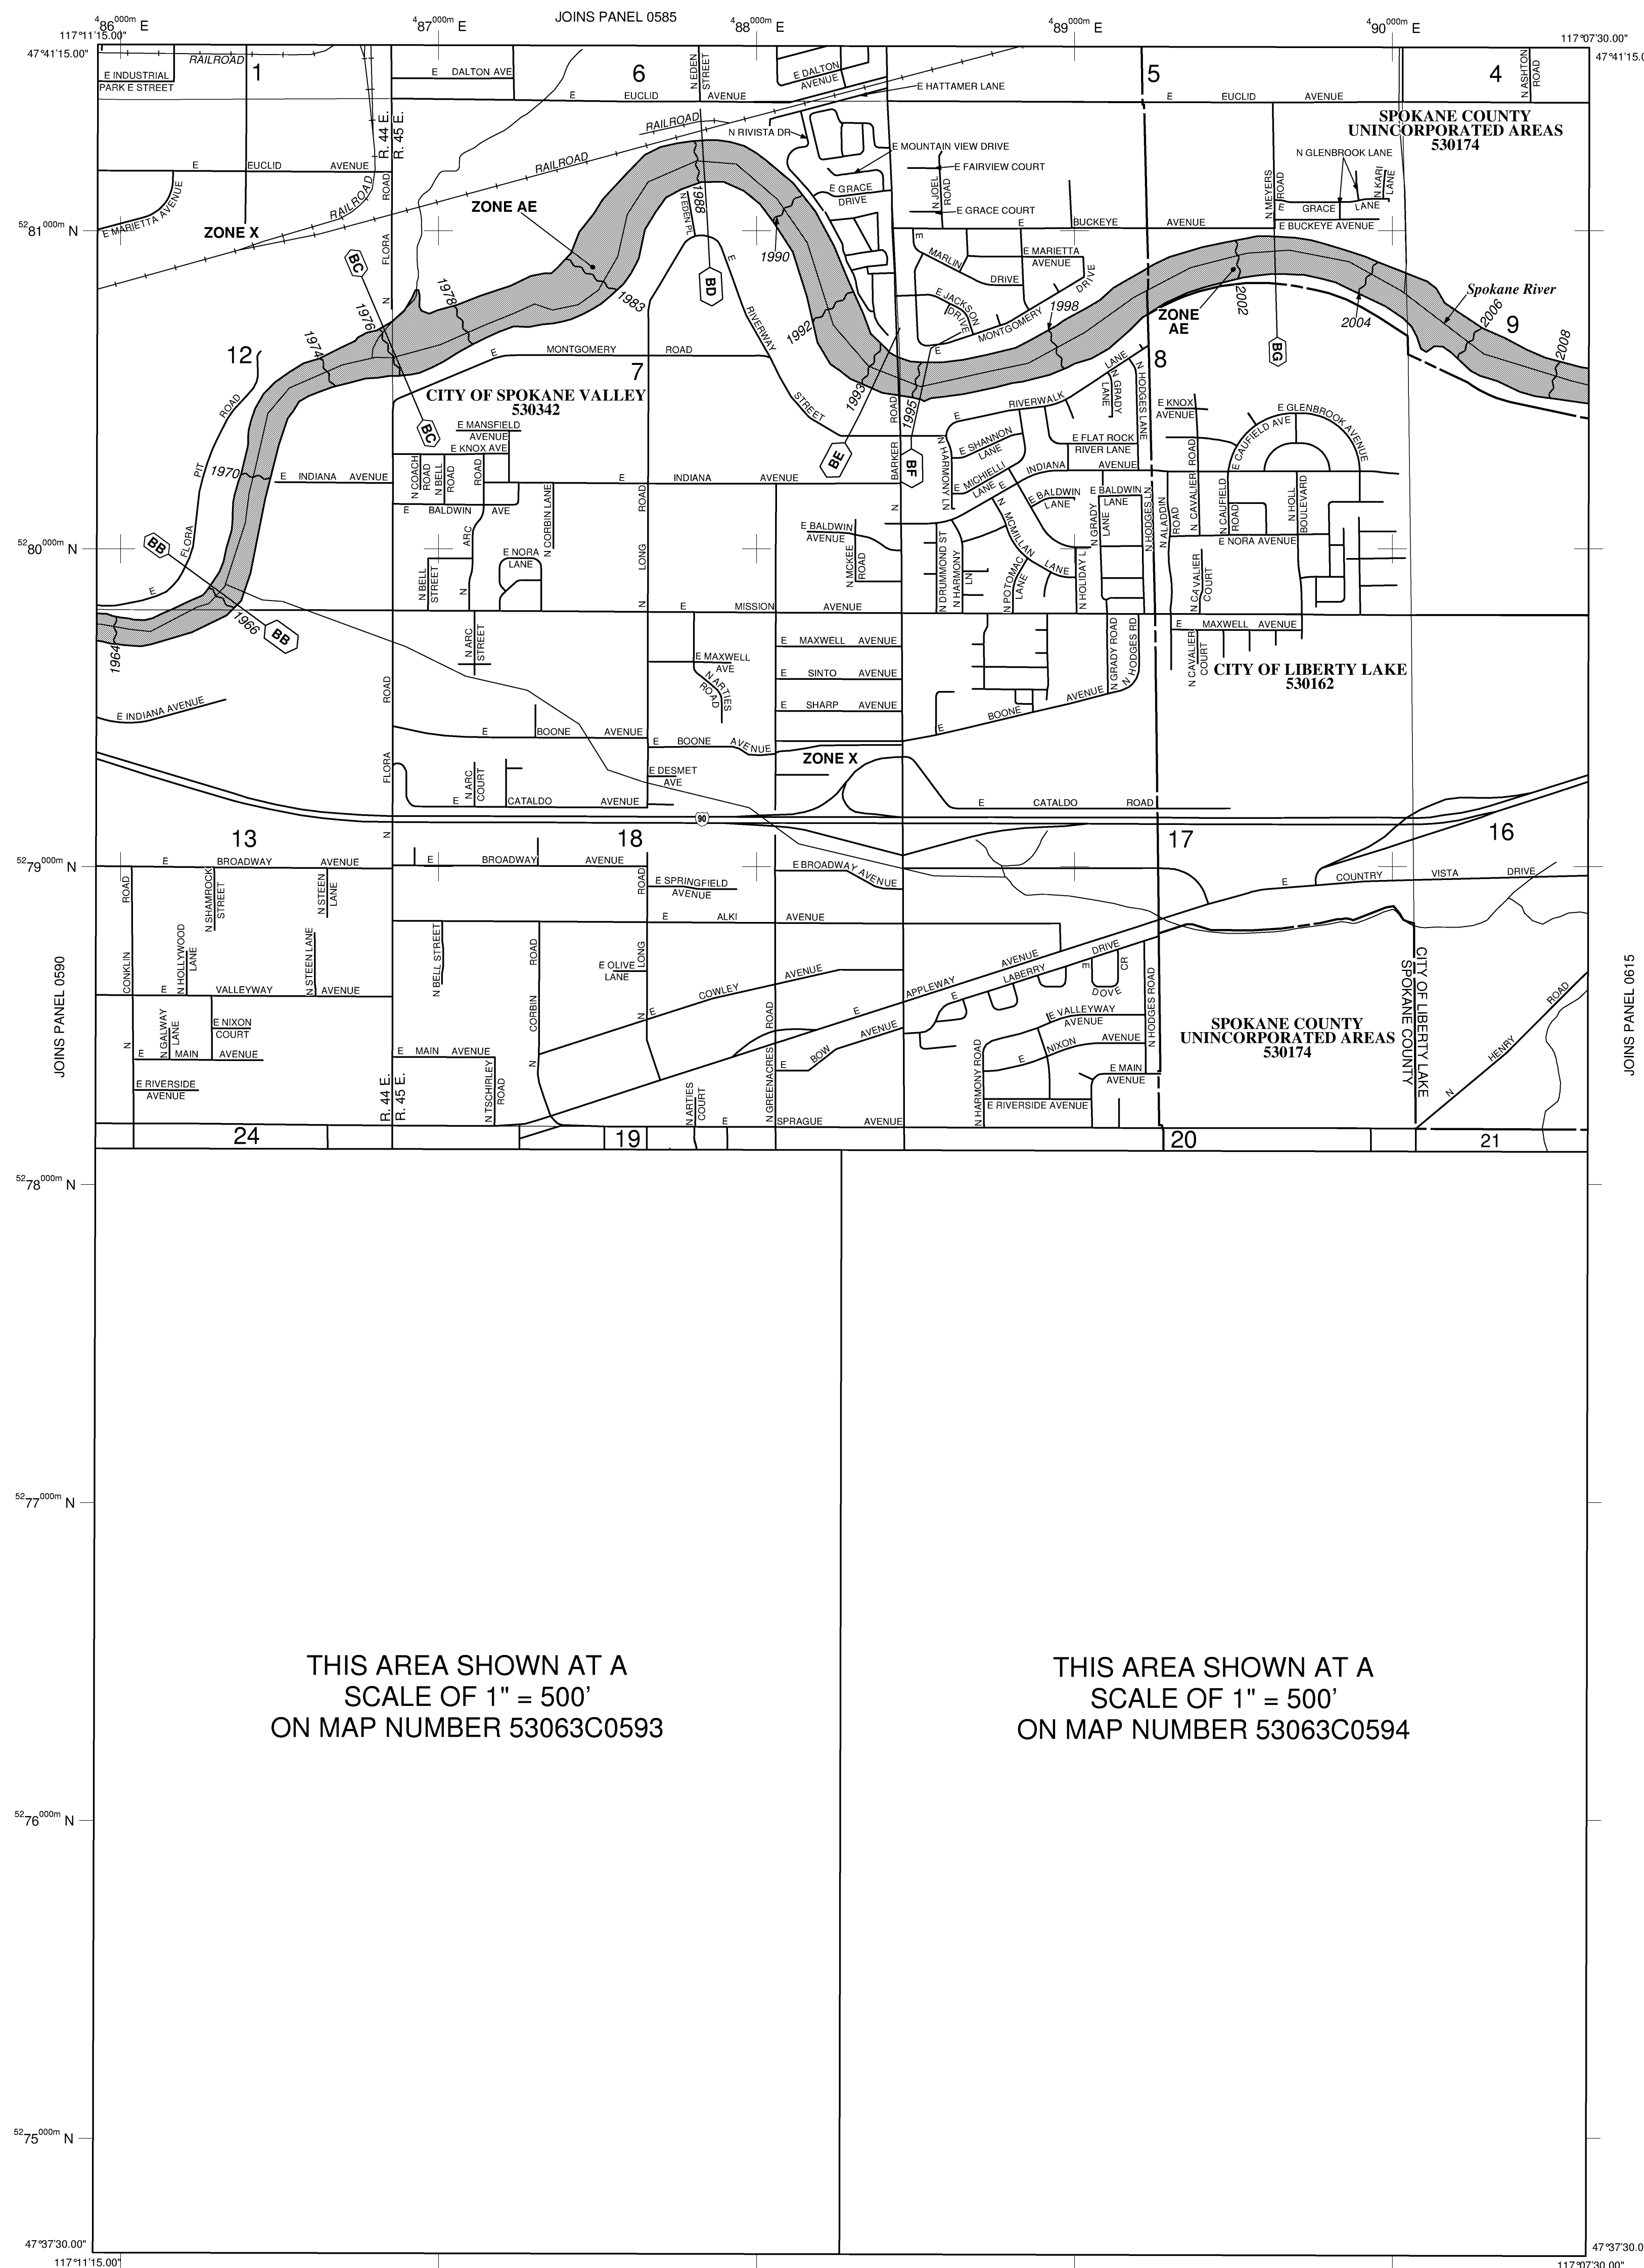 JOINS PANEL 0585
486000m E
487000m E
488000m E
489000m E
490000m E
117°11'15.00"
117°07'30.00"
47°41'15.00"
E INDUSTRIAL
PARK E STREET
RAILROAD
1
E DALTON AVE
6
N EDEN
STREET
E DALTON
AVENUE
E HATTAMER LANE
5
4
N ASHTON
ROAD
E EUCLID AVENUE
E EUCLID AVENUE
SPOKANE COUNTY
UNINCORPORATED AREAS
530174
R. 44 E.
R. 45 E.
RAILROAD
N RIVISTA DR
E MOUNTAIN VIEW DRIVE
E FAIRVIEW COURT
N GLENBROOK LANE
E EUCLID AVENUE
RAILROAD
RAILROAD
E GRACE
DRIVE
N JOEL
ROAD
E GRACE COURT
N MEYERS
ROAD
E GRACE LANE
N KARI
LANE
E MARIETTA AVENUE
ZONE X
ZONE AE
N EDEN PL
1988
E BUCKEYE AVENUE
E BUCKEYE AVENUE
5281000m N
N FLORA ROAD
BC
1976
1978
1983
BD
1990
E MARLIN DRIVE
E MARIETTA
AVENUE
E JACKSON
DRIVE
E MONTGOMERY DRIVE
1998
ZONE
AE
2002
2004
Spokane River
2006
2008
9
E RIVERWAY STREET
1992
1974
12
E MONTGOMERY ROAD
7
8
BG
CITY OF SPOKANE VALLEY
530342
BC
1993
1995
BE
BF
N BARKER ROAD
E RIVERWALK LANE
N GRADY
LANE
N HODGES LANE
E KNOX
AVENUE
E CAUFIELD AVE
E GLENBROOK AVENUE
E MANSFIELD
AVENUE
E KNOX AVE
E SHANNON
LANE
E FLAT ROCK
RIVER LANE
E FLORA PIT ROAD
1970
E INDIANA AVENUE
E INDIANA AVENUE
E INDIANA AVENUE
N COACH
ROAD
N BELL
ROAD
ROAD
E MICHIELLI
LANE
N HARMONY LN
E BALDWIN AVE
N CORBIN LANE
N LONG ROAD
E BALDWIN
LANE
E BALDWIN
LANE
E BALDWIN
AVENUE
N MCMILLAN LANE
N GRADY
LANE
N HODGES LN
N ALADDIN
ROAD
N CAVALIER ROAD
N CAUFIELD
ROAD
N HOLL
BOULEVARD
E NORA AVENUE
5280000m N
BB
N ARC
E NORA
LANE
N BELL
STREET
N MCKEE
ROAD
N DRUMMOND ST
N HARMONY
LN
N POTOMAC
LANE
N HOLIDAY L
N CAVALIER
COURT
E MISSION AVENUE
1966
BB
1964
N ARC
STREET
E MAXWELL AVENUE
E MAXWELL
AVE
E SINTO AVENUE
N ARTIES
ROAD
E SHARP AVENUE
N GRADY ROAD
N HODGES RD
E MAXWELL AVENUE
N CAVALIER
COURT
CITY OF LIBERTY LAKE
530162
E INDIANA AVENUE
N FLORA ROAD
E BOONE AVENUE
E BOONE AVENUE
E BOONE AVENUE
ZONE X
E DESMET
AVE
N ARC
COURT
E CATALDO AVENUE
E CATALDO ROAD
90
13
18
17
16
5279000m N
E BROADWAY AVENUE
E BROADWAY AVENUE
E BROADWAY AVENUE
E COUNTRY VISTA DRIVE
N CONKLIN ROAD
N SHAMROCK
STREET
N STEEN
LANE
ROAD
E SPRINGFIELD
AVENUE
E ALKI AVENUE
N HOLLYWOOD
LANE
N STEEN LANE
N BELL STREET
N CORBIN ROAD
E OLIVE
LANE
LONG
N
E COWLEY AVENUE
E APPLEWAY AVENUE
E LABERRY DRIVE
E DOVE CR
N HODGES ROAD
CITY OF LIBERTY LAKE
SPOKANE COUNTY
JOINS PANEL 0590
JOINS PANEL 0615
E VALLEYWAY AVENUE
N GALWAY
LANE
E NIXON
COURT
E MAIN AVENUE
E MAIN AVENUE
N GREENACRES ROAD
E BOW AVENUE
E VALLEYWAY
AVENUE
E NIXON AVENUE
SPOKANE COUNTY
UNINCORPORATED AREAS
530174
N HENRY ROAD
E RIVERSIDE
AVENUE
R. 44 E.
R. 45 E.
N TSCHIRLEY
ROAD
N ARTIES
COURT
N HARMONY ROAD
E MAIN
AVENUE
E RIVERSIDE AVENUE
E SPRAGUE AVENUE
24
19
20
21
5278000m N
5277000m N
THIS AREA SHOWN AT A
SCALE OF 1" = 500'
ON MAP NUMBER 53063C0593
THIS AREA SHOWN AT A
SCALE OF 1" = 500'
ON MAP NUMBER 53063C0594
5276000m N
5275000m N
47°37'30.00"
117°11'15.00"